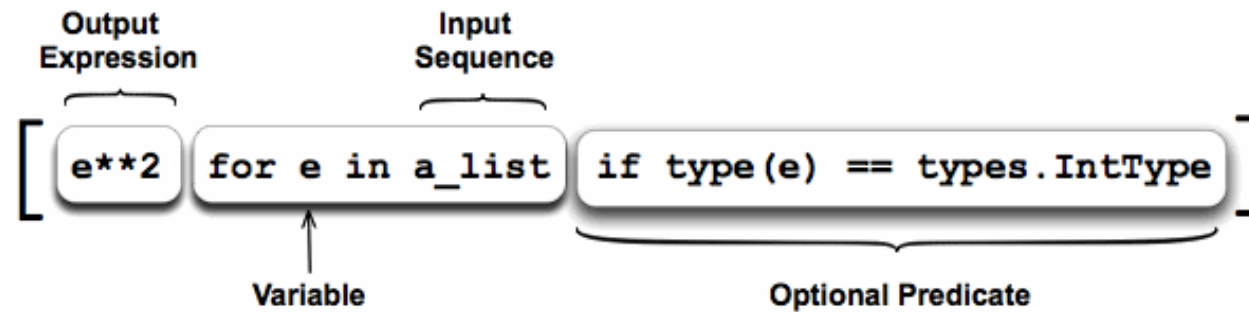 Output
Expression
Input
Sequence
[ e**2 for e in a_list if type(e) == types.IntType ]
Variable
Optional Predicate